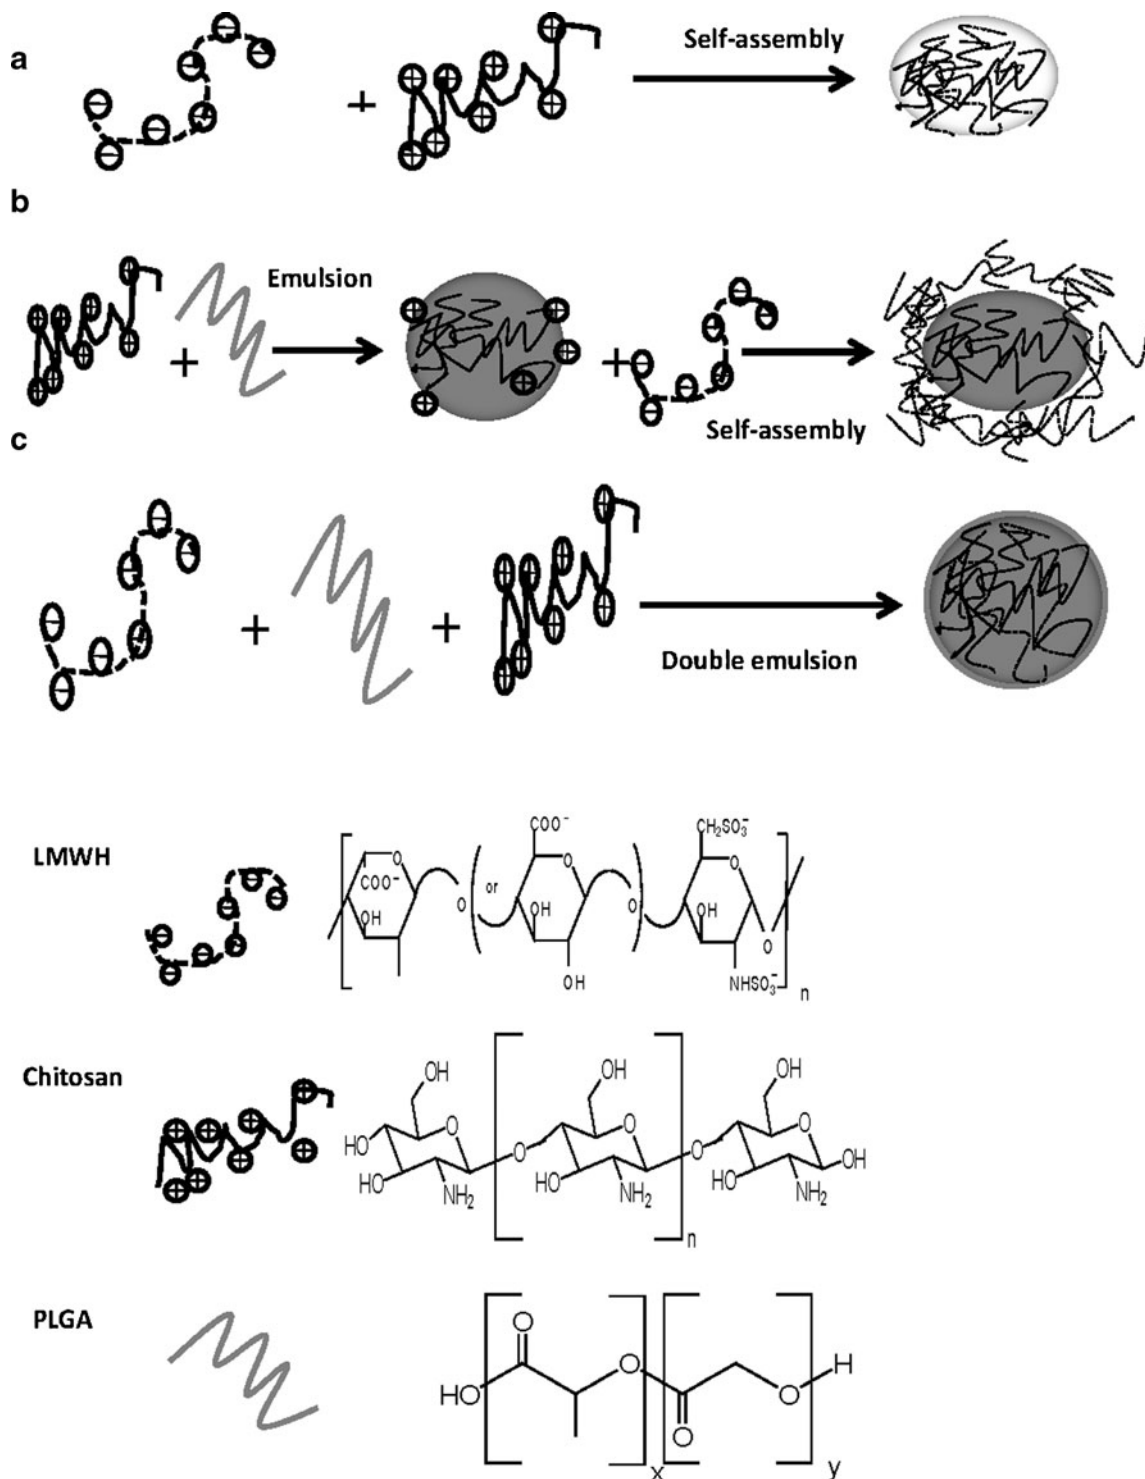 a
Self-assembly
+
b
Emulsion
+
+
Self-assembly
c
+
+
Double emulsion
LMWH
COO⁻
CH₂SO₃⁻
O
O
O
COO⁻
or
OH
O
OH
O
OH
O
OH
NHSO₃⁻
n
Chitosan
OH
OH
OH
O
O
O
HO
O
O
OH
HO
NH₂
HO
NH₂
HO
NH₂
n
PLGA
O
O
H
HO
O
O
x
y